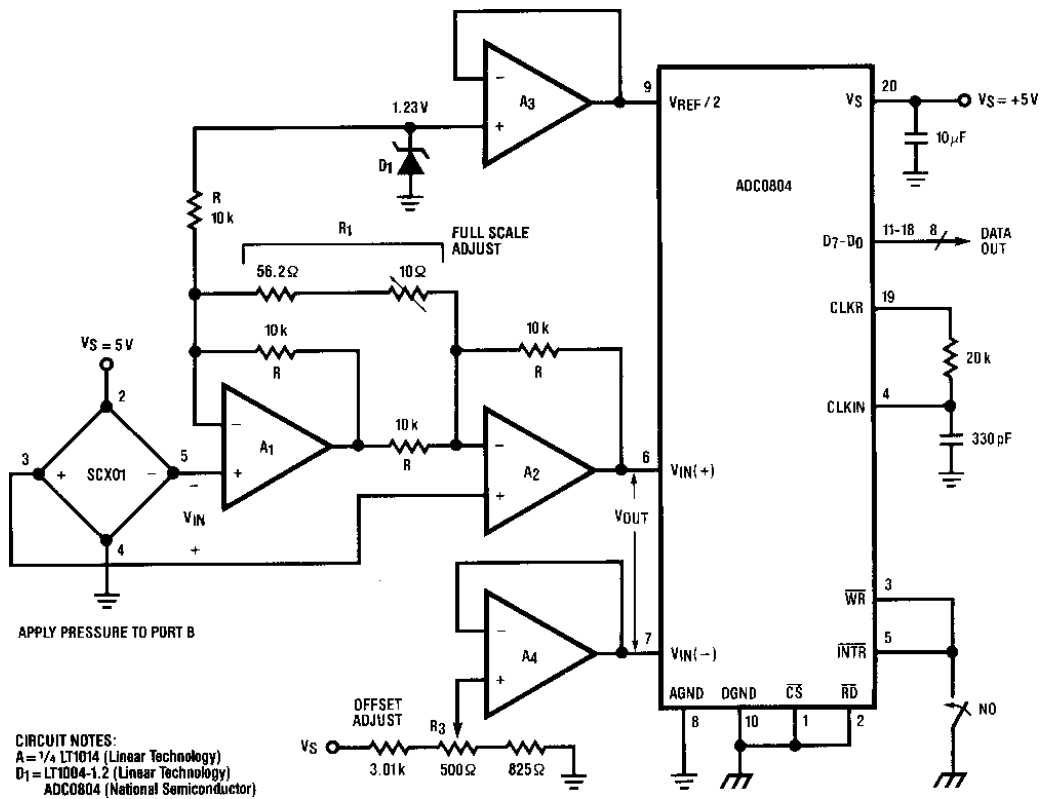 A3
9
VREF/2
20
VS
VS = +5V
1.23 V
10µF
D1
ADC0804
R
10 k
R1
FULL SCALE
ADJUST
11-18
8
D7-D0
DATA
OUT
56.2Ω
10Ω
19
CLKR
10k
R
10k
R
20k
VS = 5V
2
4
CLKIN
330 pF
A1
10k
R
3
+
SCX01
−
5
A2
6
VIN(+)
−
VIN
+
4
VOUT
APPLY PRESSURE TO PORT B
3
WR
5
INTR
A4
7
VIN(−)
NO
AGND
DGND
CS
RD
8
10
1
2
OFFSET
ADJUST
R3
VS
3.01k
500Ω
825Ω
CIRCUIT NOTES:
A = 1/4 LT1014 (Linear Technology)
D1 = LT1004-1.2 (Linear Technology)
ADC0804 (National Semiconductor)